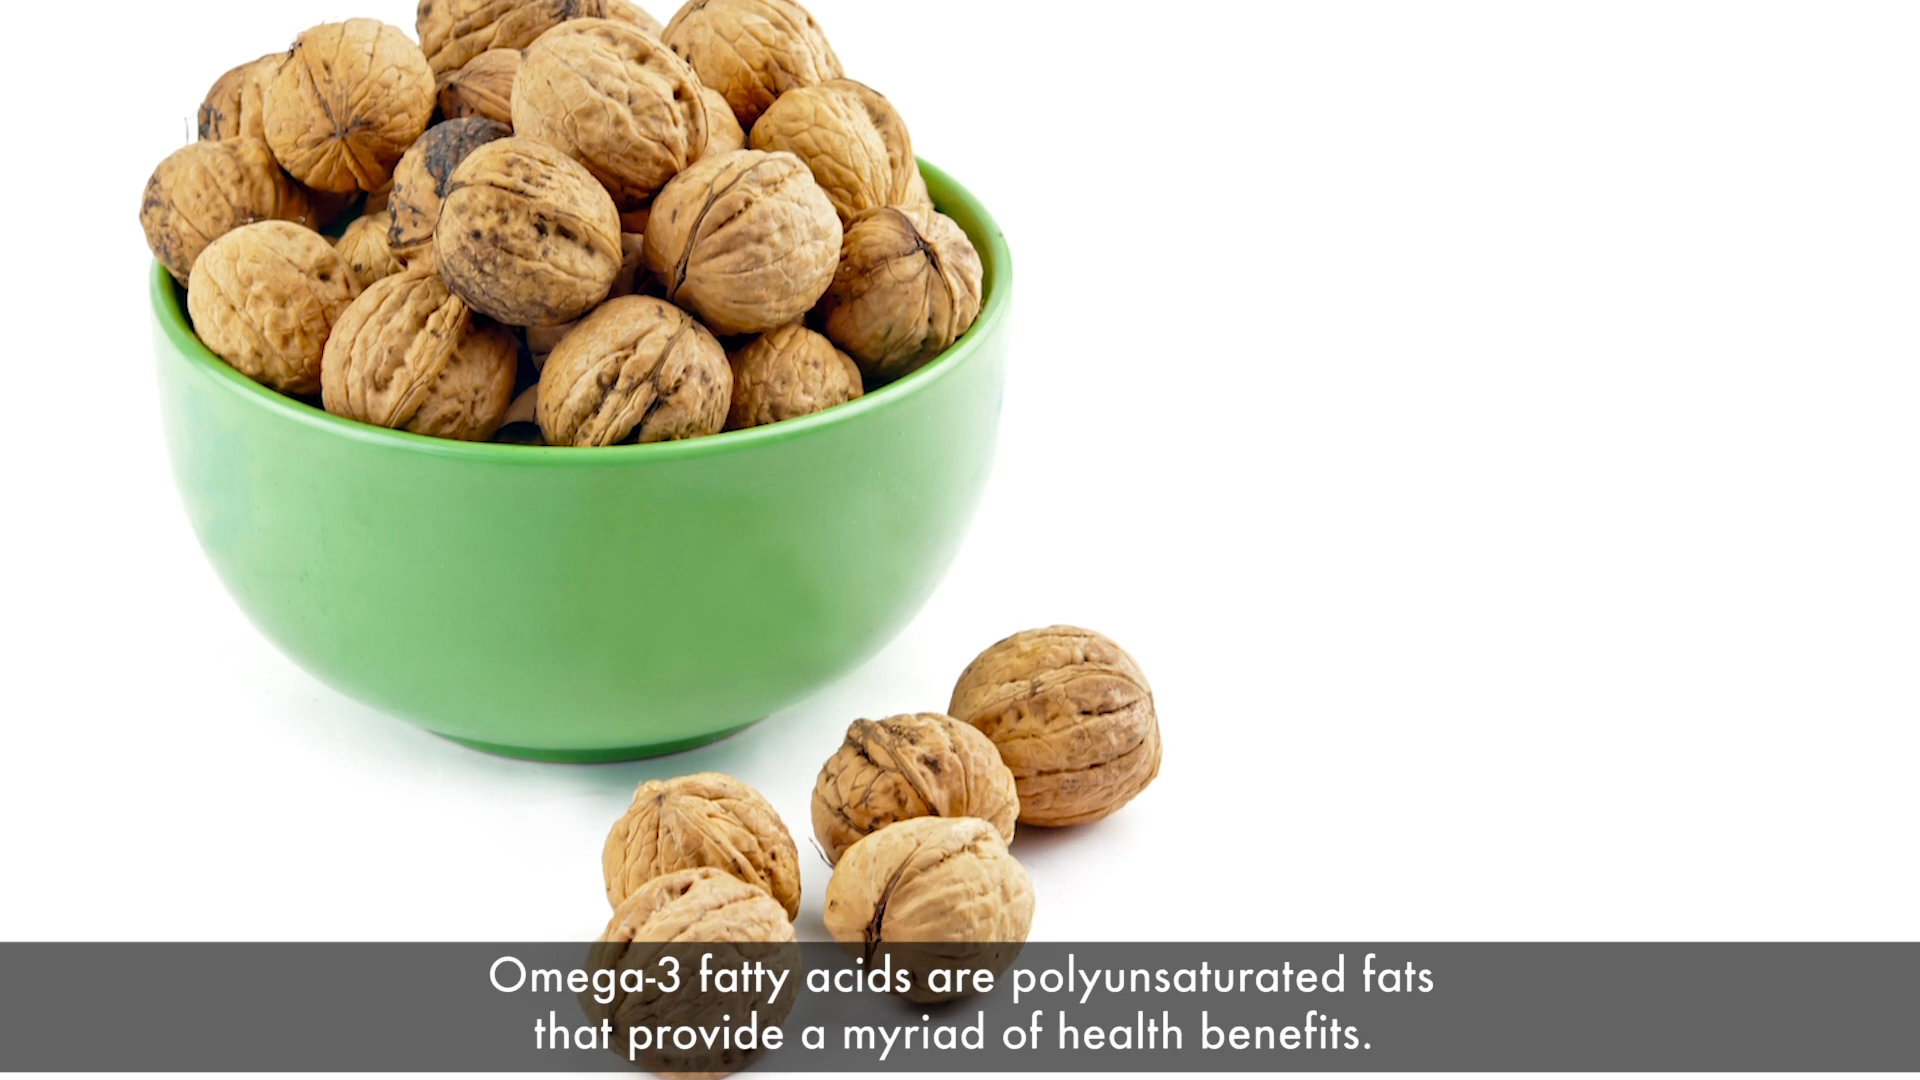 Omega-3 fatty acids are polyunsaturated fats
that provide a myriad of health benefits.